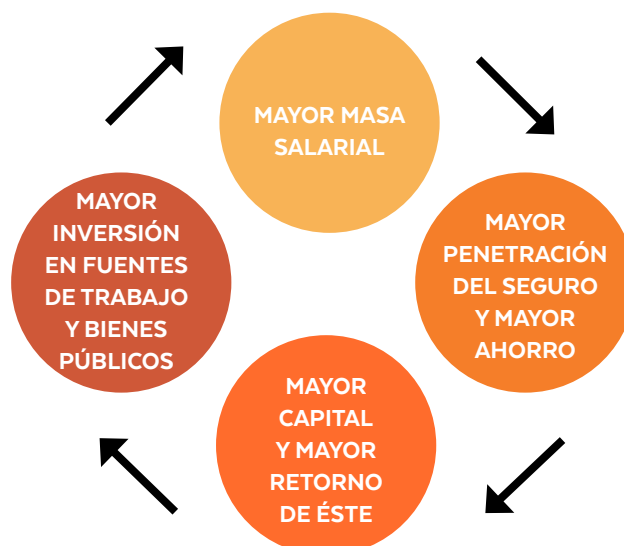 MAYOR MASA
SALARIAL
MAYOR
PENETRACIÓN
DEL SEGURO
Y MAYOR
AHORRO
MAYOR
CAPITAL
Y MAYOR
RETORNO
DE ÉSTE
MAYOR
INVERSIÓN
EN FUENTES
DE TRABAJO
Y BIENES
PÚBLICOS